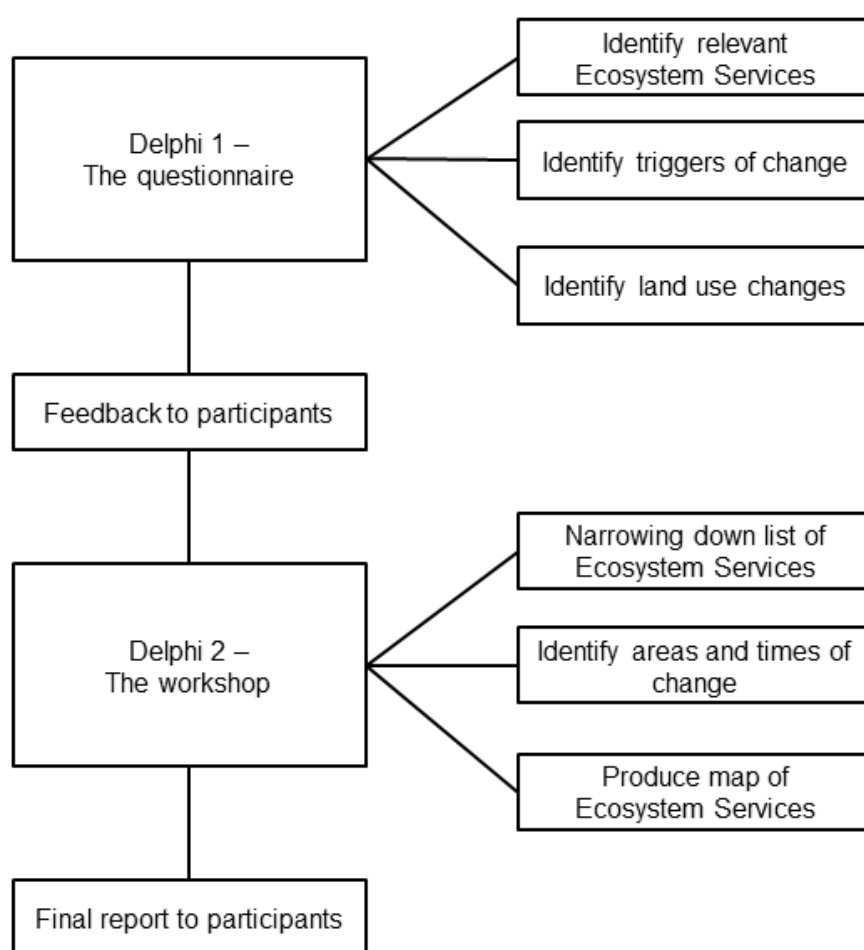 Identify relevant
Ecosystem Services
Delphi 1 –
The questionnaire
Identify triggers of change
Identify land use changes
Feedback to participants
Narrowing down list of
Ecosystem Services
Delphi 2 –
The workshop
Identify areas and times of
change
Produce map of
Ecosystem Services
Final report to participants